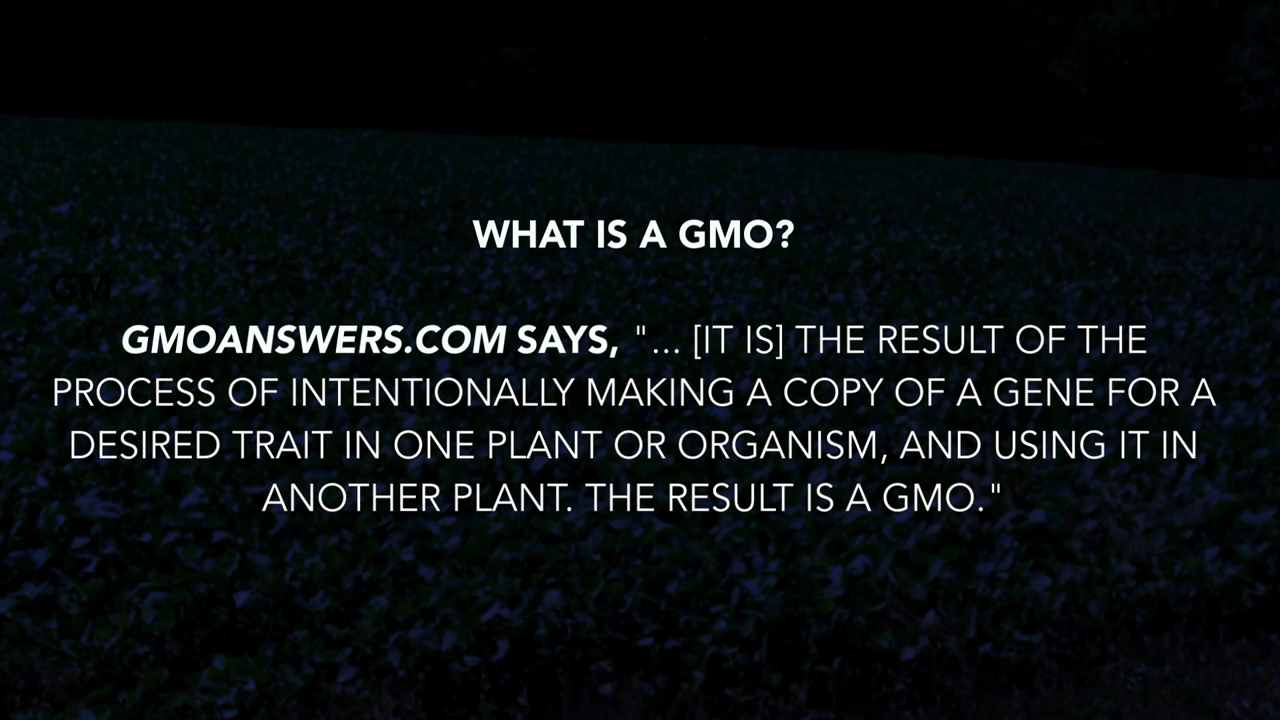 WHAT IS A GMO?
GM
GMOANSWERS.COM SAYS, "... [IT IS] THE RESULT OF THE
PROCESS OF INTENTIONALLY MAKING A COPY OF A GENE FOR A
DESIRED TRAIT IN ONE PLANT OR ORGANISM, AND USING IT IN
ANOTHER PLANT. THE RESULT IS A GMO."